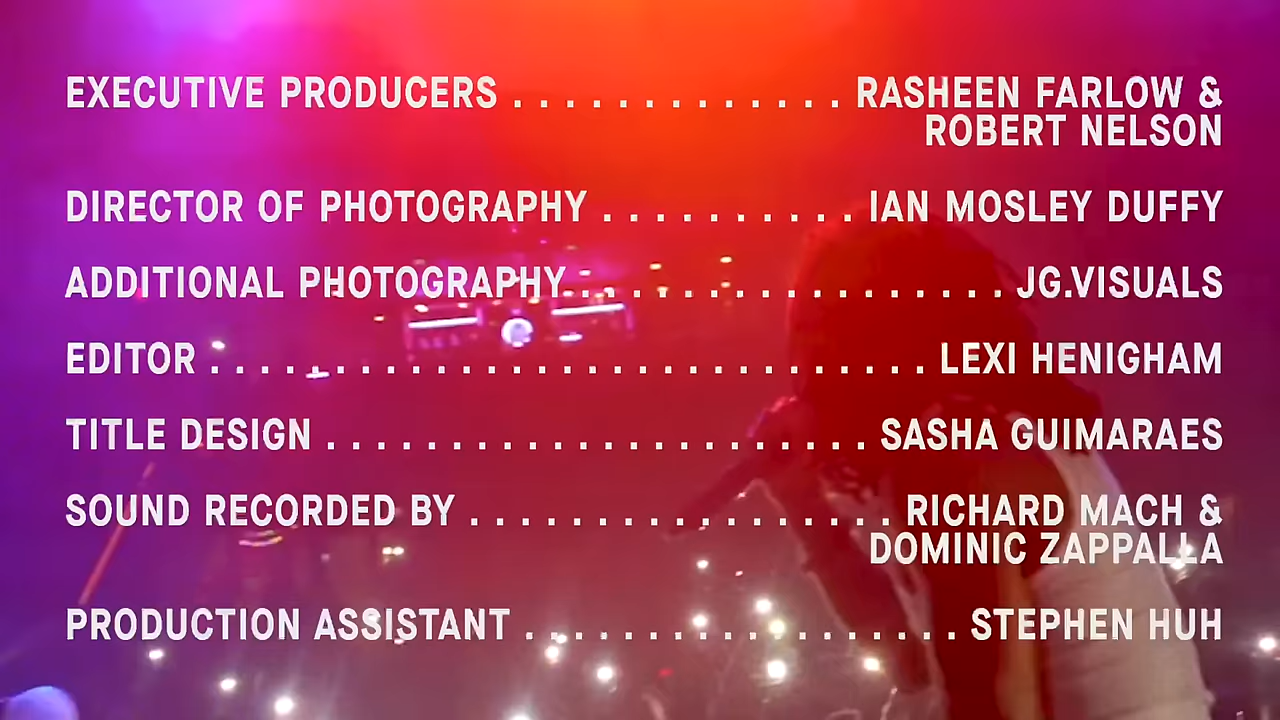 EXECUTIVE PRODUCERS . . . . . . . . . . . . . . RASHEEN FARLOW &
ROBERT NELSON
DIRECTOR OF PHOTOGRAPHY . . . . . . . . . . IAN MOSLEY DUFFY
ADDITIONAL PHOTOGRAPHY . . . . . . . . . . . . . . . . . . JG.VISUALS
EDITOR . . . . . . . . . . . . . . . . . . . . . . . . . . . . . LEXI HENIGHAM
TITLE DESIGN . . . . . . . . . . . . . . . . . . . . . . SASHA GUIMARAES
SOUND RECORDED BY . . . . . . . . . . . . . . . . . RICHARD MACH &
DOMINIC ZAPPALLA
PRODUCTION ASSISTANT . . . . . . . . . . . . . . . . . . STEPHEN HUH